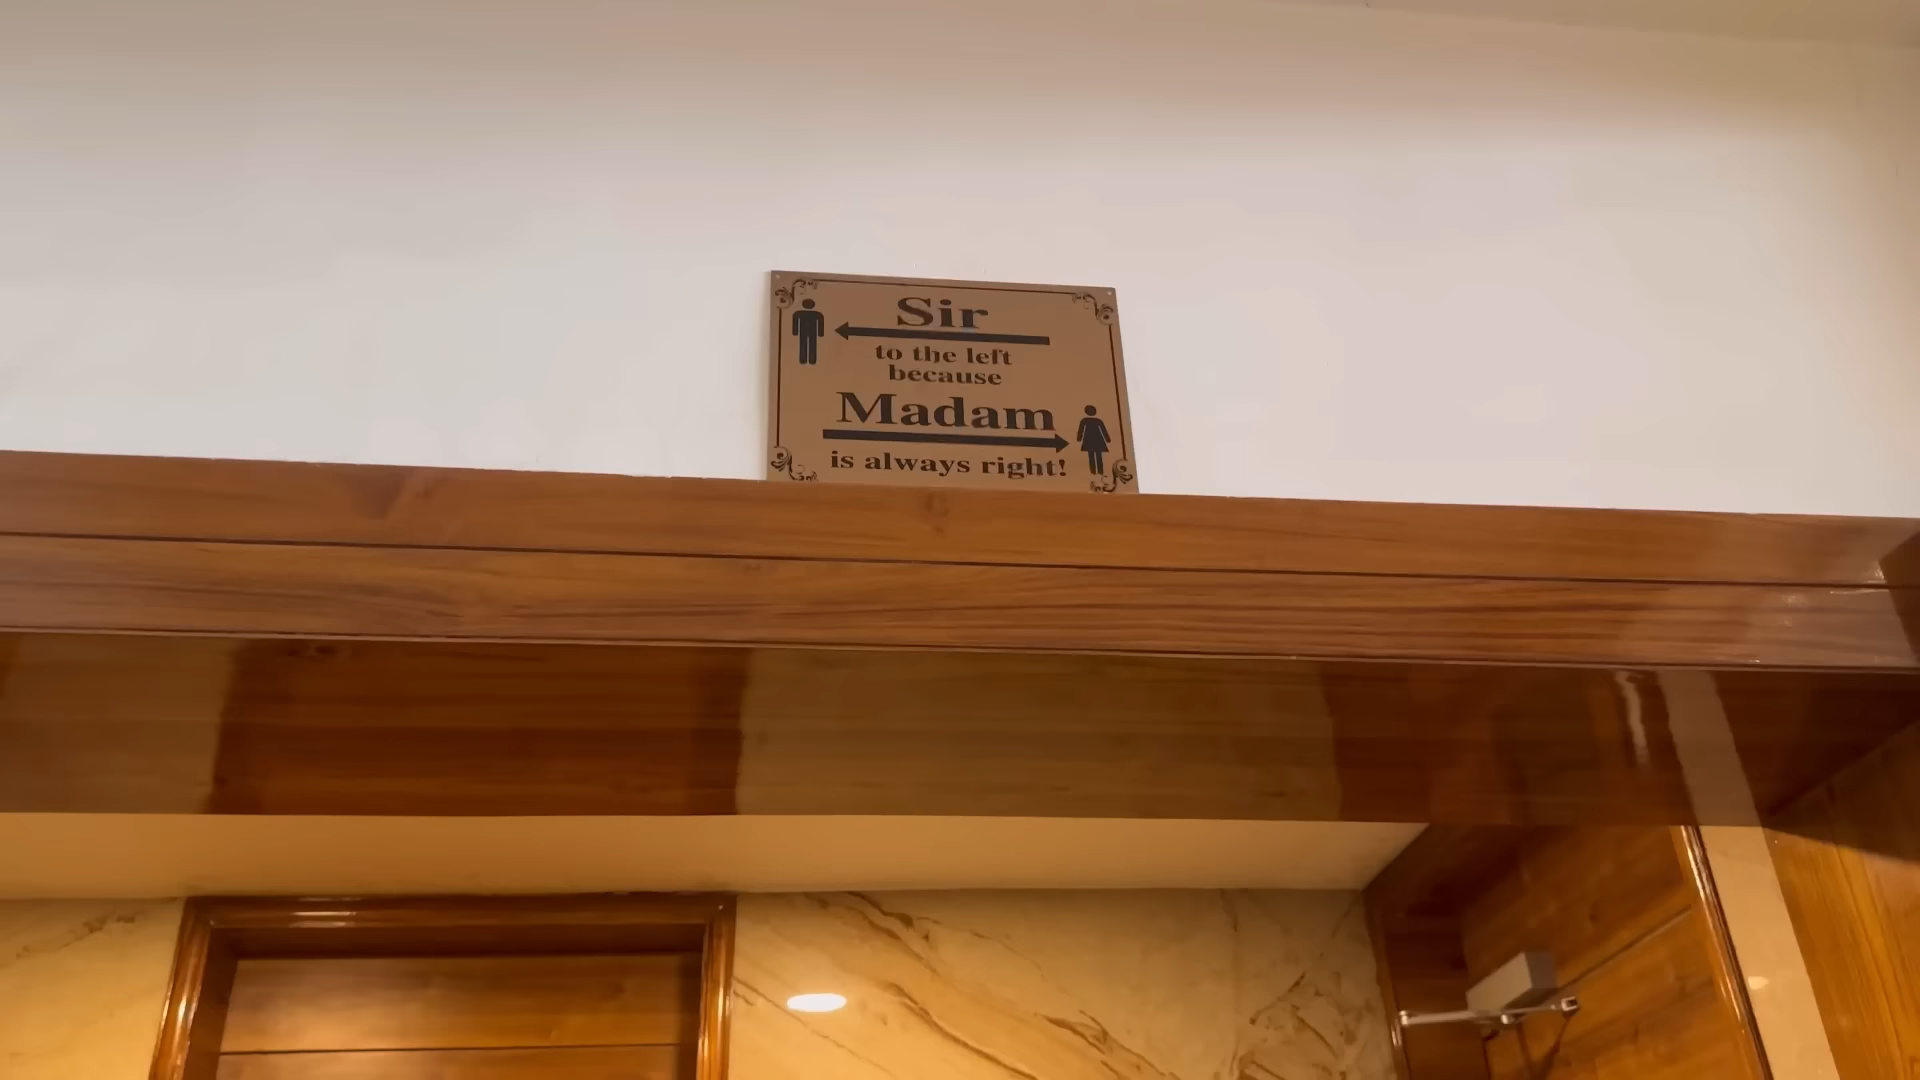 Sir
to the left
because
Madam
is always right!